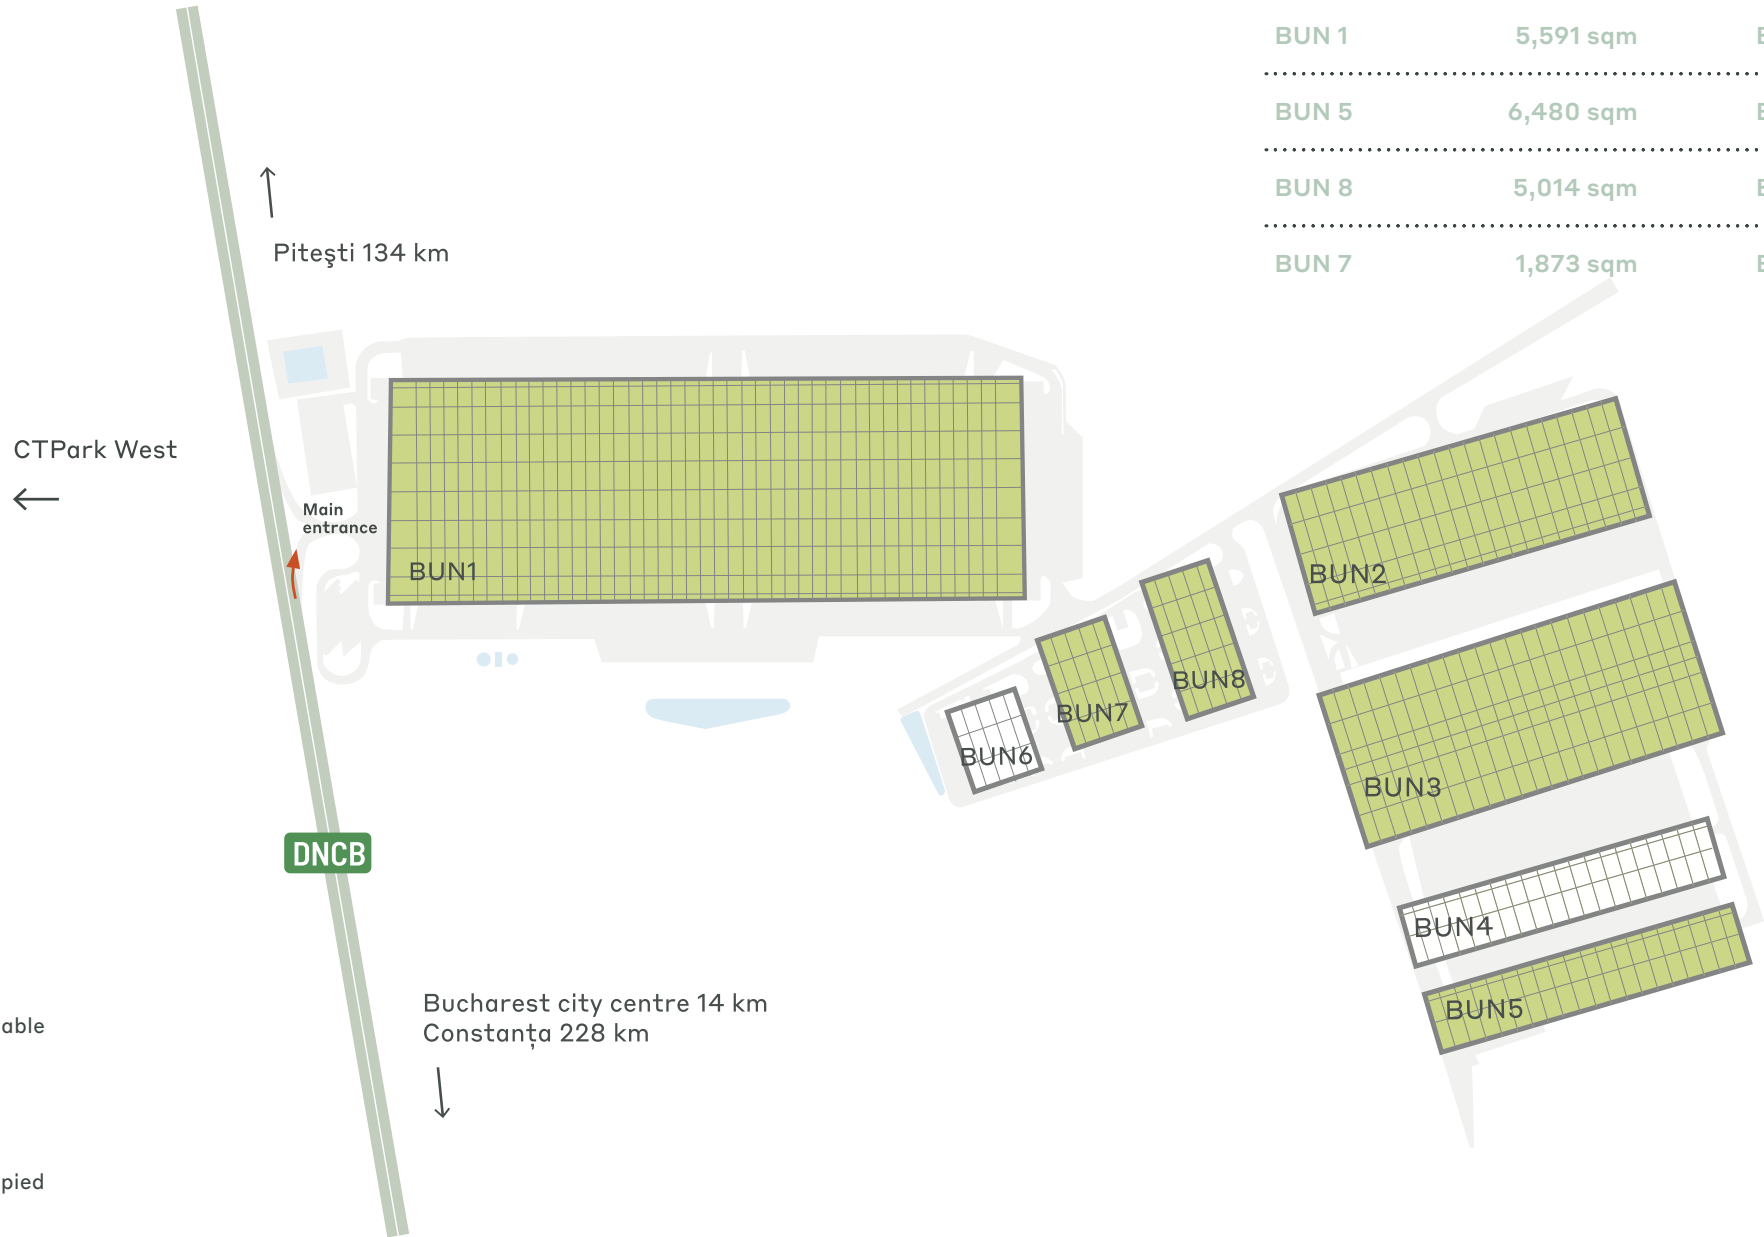 BUN 1 5,591 sqm
BUN 5 6,480 sqm
BUN 8 5,014 sqm
BUN 7 1,873 sqm
Piteşti 134 km
CTPark West
Main
entrance
BUN1
BUN2
BUN8
BUN7
BUN6
BUN3
BUN4
BUN5
DNCB
Bucharest city centre 14 km
Constanța 228 km
able
pied